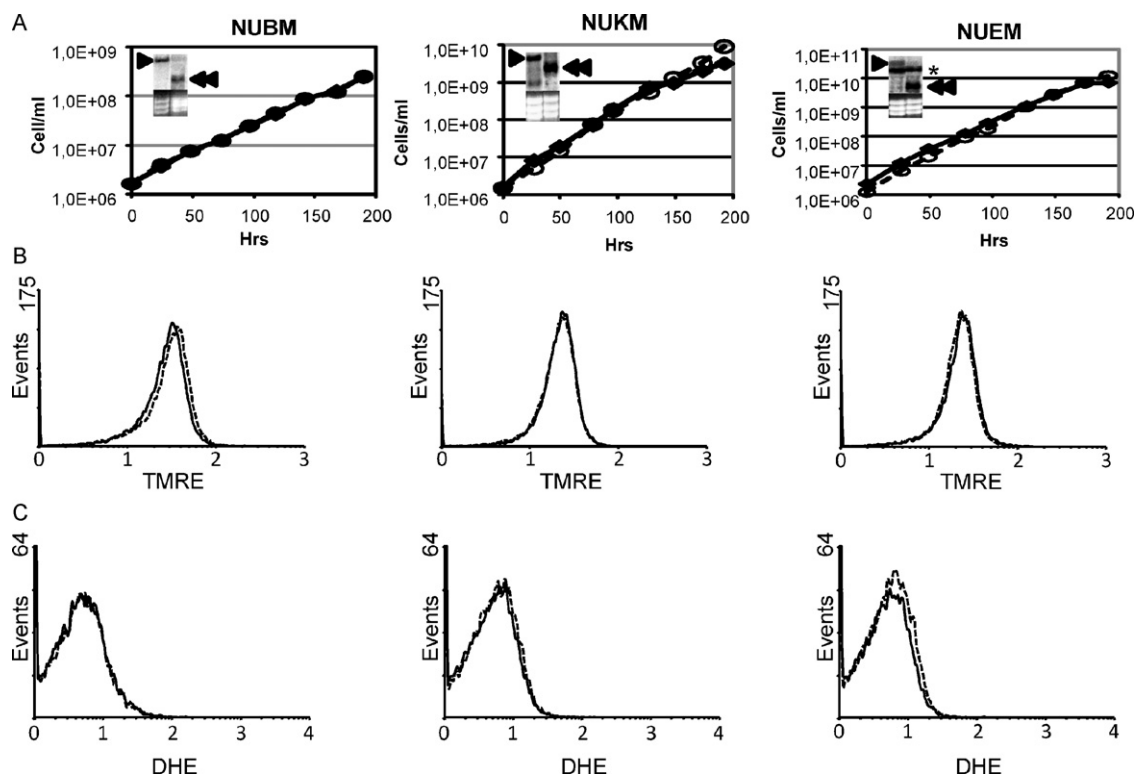 A
NUBM
NUKM
NUEM
Cell/ml
1,0E+09
1,0E+08
1,0E+07
1,0E+06
0 50 100 150 200
Hrs
Cells/ml
1,0E+10
1,0E+09
1,0E+08
1,0E+07
1,0E+06
0 50 100 150 200
Hrs
Cells/ml
1,0E+11
1,0E+10
1,0E+09
1,0E+08
1,0E+07
1,0E+06
*
0 50 100 150 200
Hrs
B
Events
175
0 1 2 3
TMRE
Events
175
0 1 2 3
TMRE
Events
175
0 1 2 3
TMRE
C
Events
64
0 1 2 3 4
DHE
Events
64
0 1 2 3 4
DHE
Events
64
0 1 2 3 4
DHE